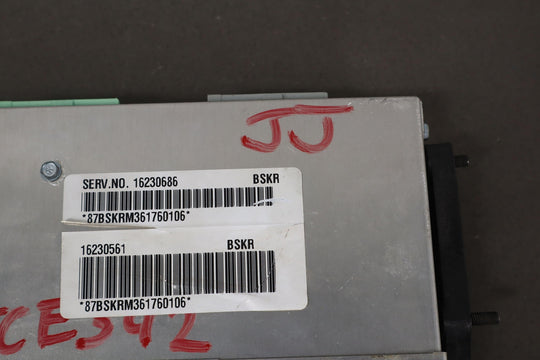 JJ
SERV.NO. 16230686 BSKR
*87BSKRM361760106*
16230561 BSKR
*87BSKRM361760106*